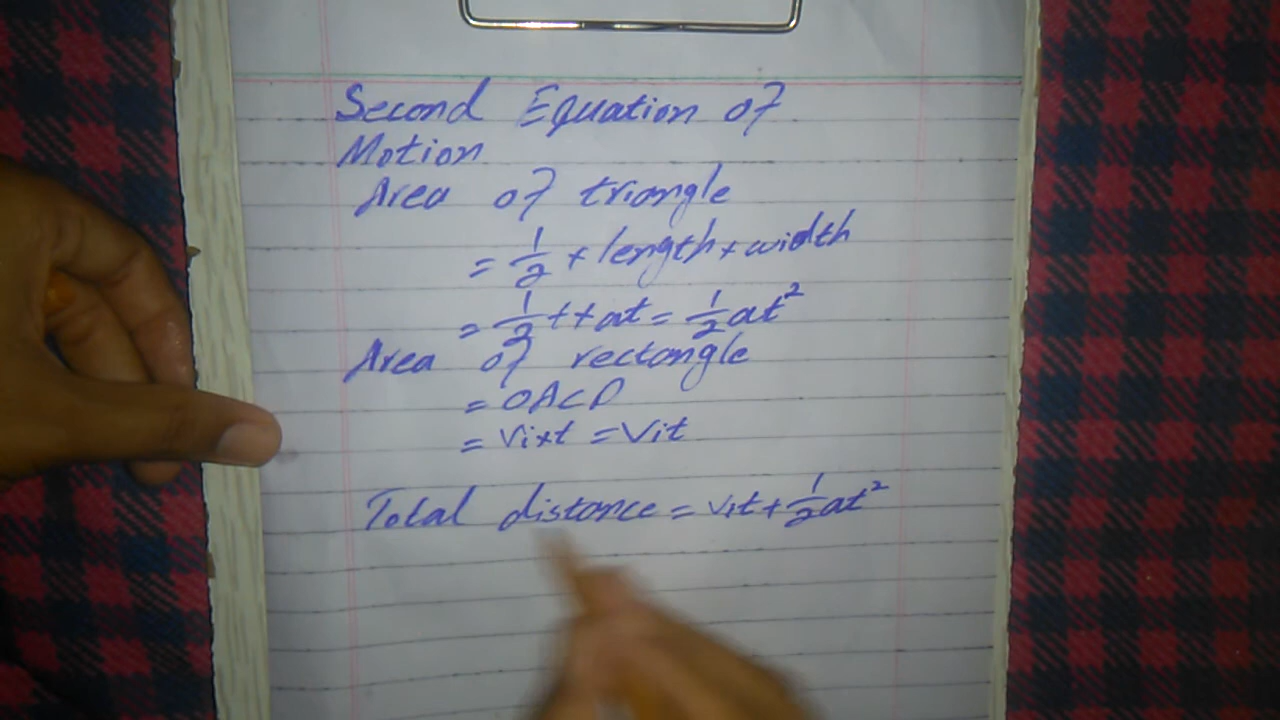 Second Equation of
Motion
Area of triangle
= 1/2 × length × width
= 1/2 t × at = 1/2 at²
Area of rectangle
= OACD
= Vi×t = Vit
Total distance = Vit + 1/2 at²